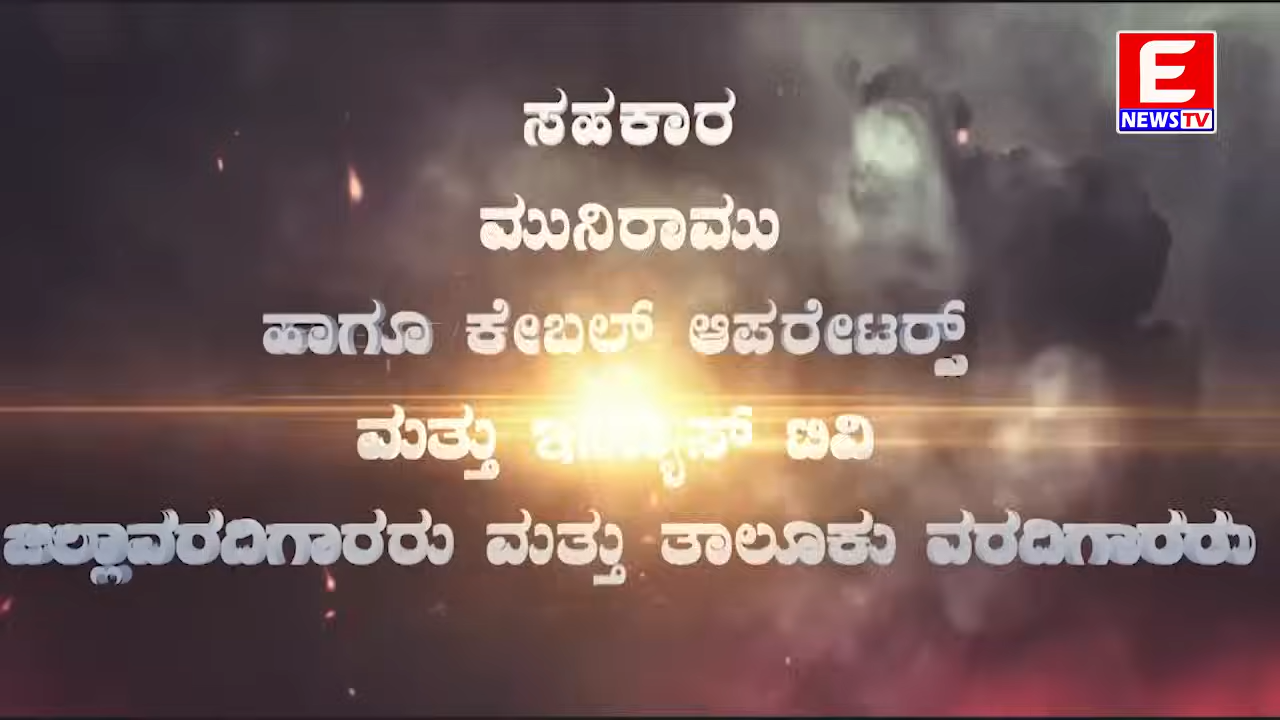 E
NEWS TV
ಸಹಕಾರ
ಮುನಿರಾಮು
ಹಾಗೂ ಕೇಬಲ್ ಆಪರೇಟರ‍್ಸ್
ಮತ್ತು ಟಿವಿ
ಜಿಲ್ಲಾವರದಿಗಾರರು ಮತ್ತು ತಾಲೂಕು ವರದಿಗಾರರು